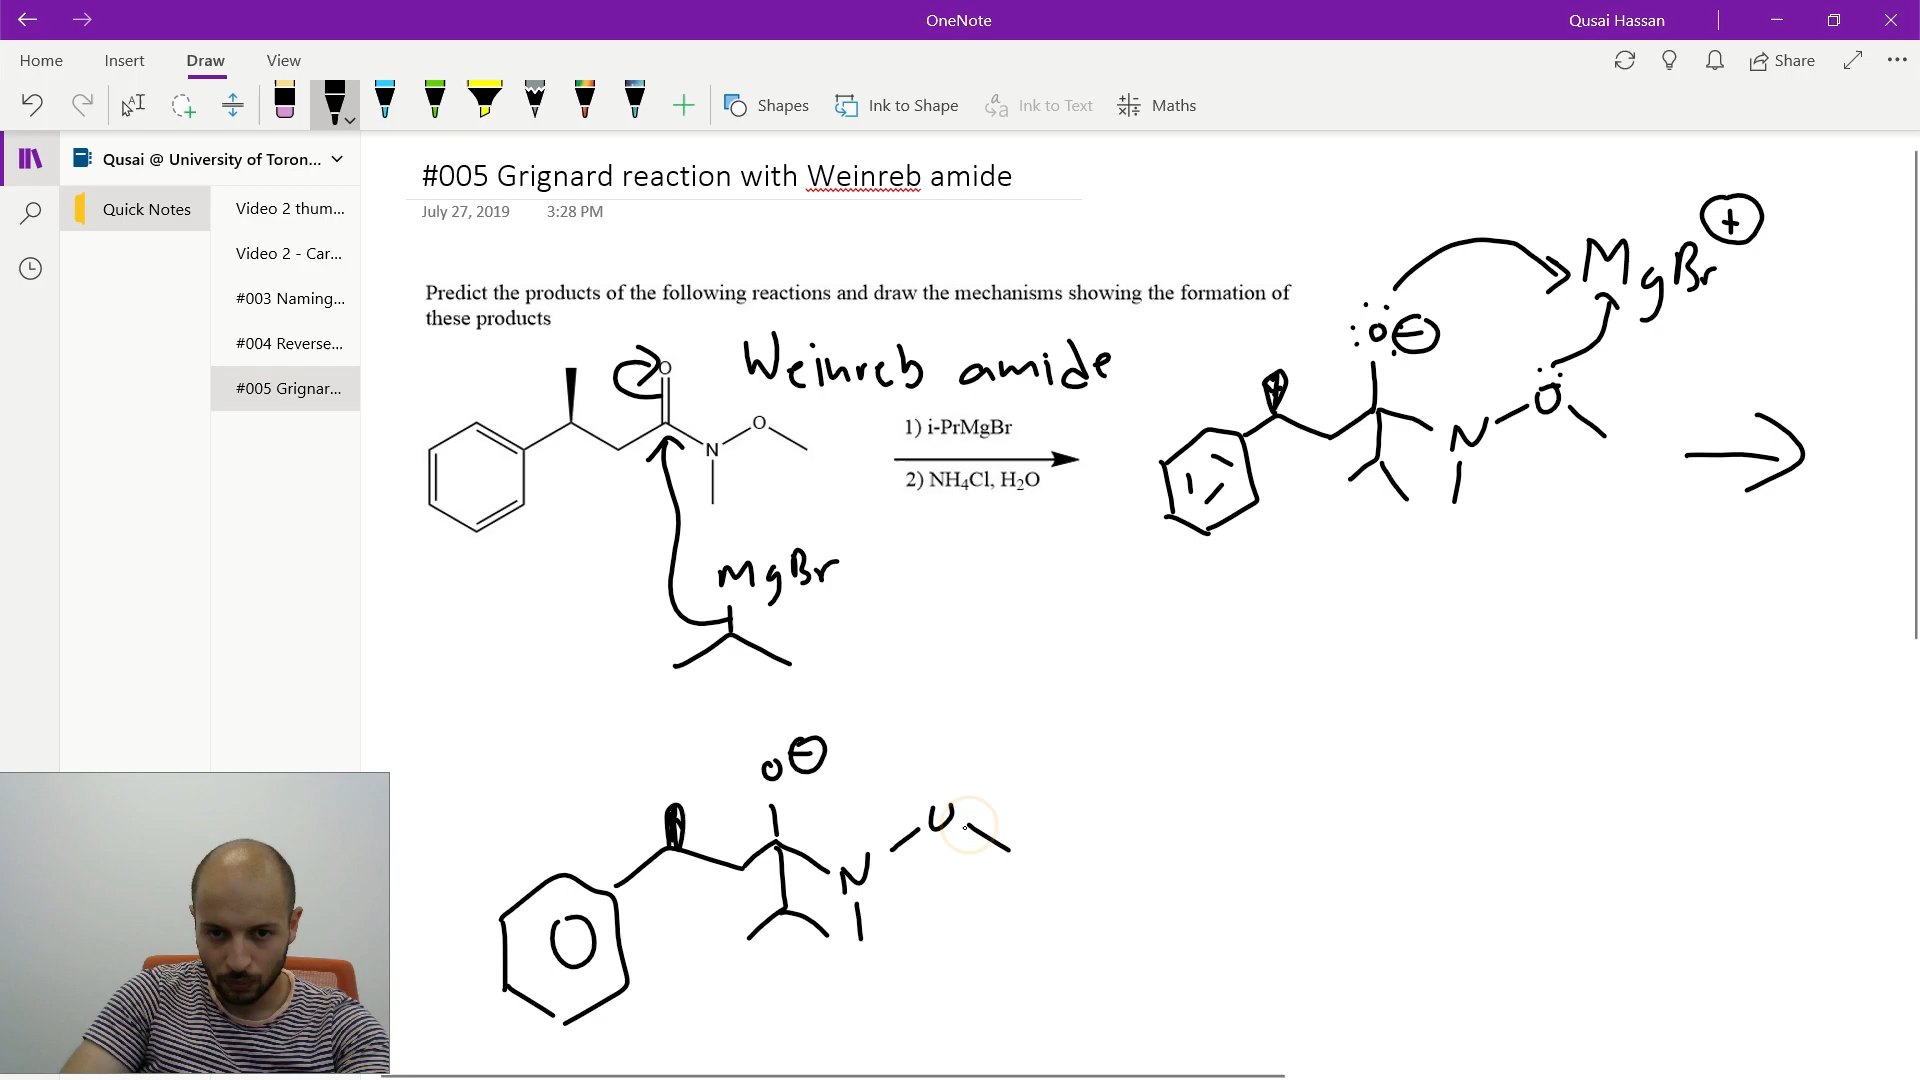 OneNote
Qusai Hassan
Home Insert Draw View
Share
Shapes Ink to Shape Ink to Text Maths
Qusai @ University of Toron...
Quick Notes
Video 2 thum...
Video 2 - Car...
#003 Naming...
#004 Reverse...
#005 Grignar...
#005 Grignard reaction with Weinreb amide
July 27, 2019 3:28 PM
Predict the products of the following reactions and draw the mechanisms showing the formation of
these products
Weinreb amide
O
N
O
1) i-PrMgBr
2) NH4Cl, H2O
MgBr
MgBr +
:O: −
N
O
O −
N
O